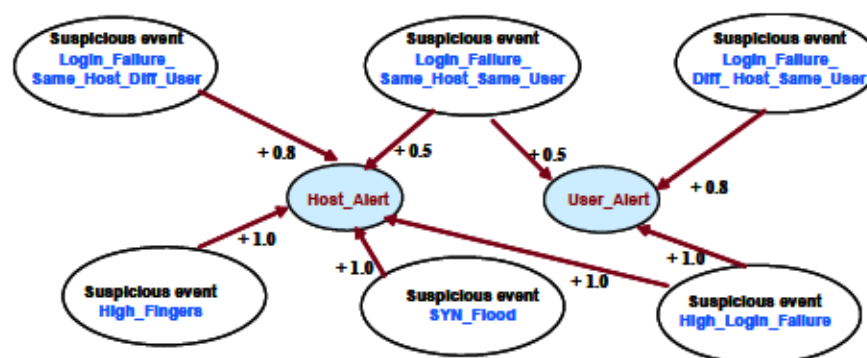 Suspicious event
Login_Failure_
Same_Host_Diff_User
Suspicious event
Login_Failure_
Same_Host_Same_User
Suspicious event
Login_Failure_
Diff_ Host_Same_User
+ 0.8
+ 0.5
+ 0.5
+ 0.8
Host_Alert
User_Alert
+ 1.0
+ 1.0
+ 1.0
+ 1.0
Suspicious event
High_Fingers
Suspicious event
SYN_Flood
Suspicious event
High_Login_Failure